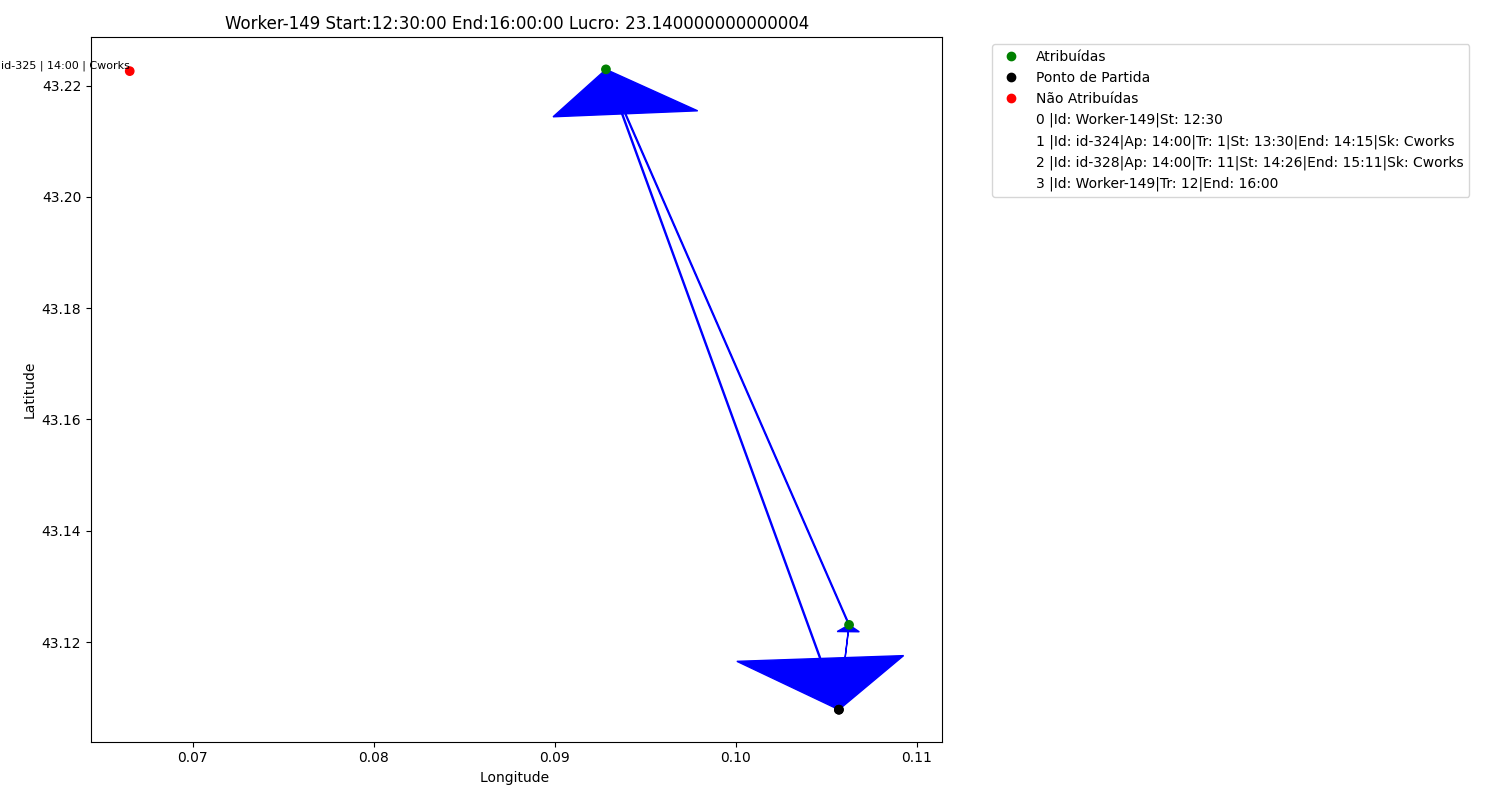 Worker-149 Start:12:30:00 End:16:00:00 Lucro: 23.140000000000004
id-325 | 14:00 | Cworks
43.22
43.20
43.18
43.16
43.14
43.12
Latitude
0.07
0.08
0.09
0.10
0.11
Longitude
Atribuídas
Ponto de Partida
Não Atribuídas
0 |Id: Worker-149|St: 12:30
1 |Id: id-324|Ap: 14:00|Tr: 1|St: 13:30|End: 14:15|Sk: Cworks
2 |Id: id-328|Ap: 14:00|Tr: 11|St: 14:26|End: 15:11|Sk: Cworks
3 |Id: Worker-149|Tr: 12|End: 16:00